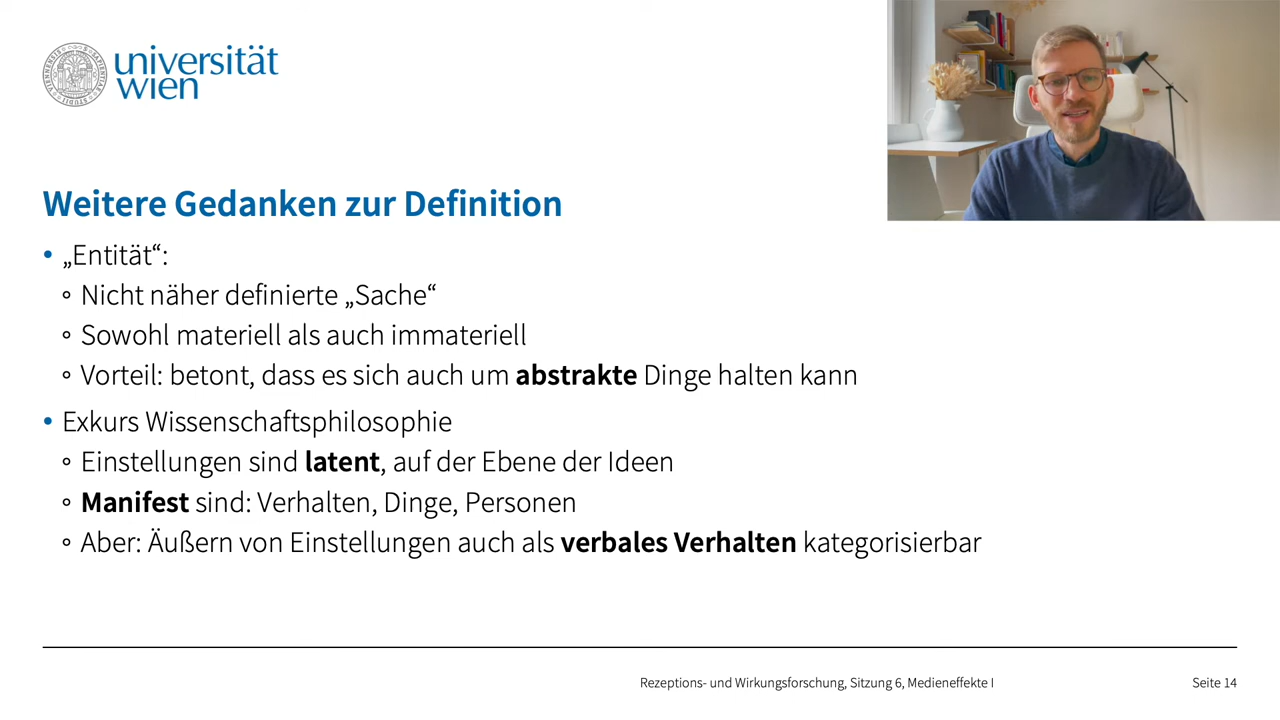 universität
wien
Weitere Gedanken zur Definition
• „Entität“:
◦ Nicht näher definierte „Sache“
◦ Sowohl materiell als auch immateriell
◦ Vorteil: betont, dass es sich auch um abstrakte Dinge halten kann
• Exkurs Wissenschaftsphilosophie
◦ Einstellungen sind latent, auf der Ebene der Ideen
◦ Manifest sind: Verhalten, Dinge, Personen
◦ Aber: Äußern von Einstellungen auch als verbales Verhalten kategorisierbar
Rezeptions- und Wirkungsforschung, Sitzung 6, Medieneffekte I
Seite 14